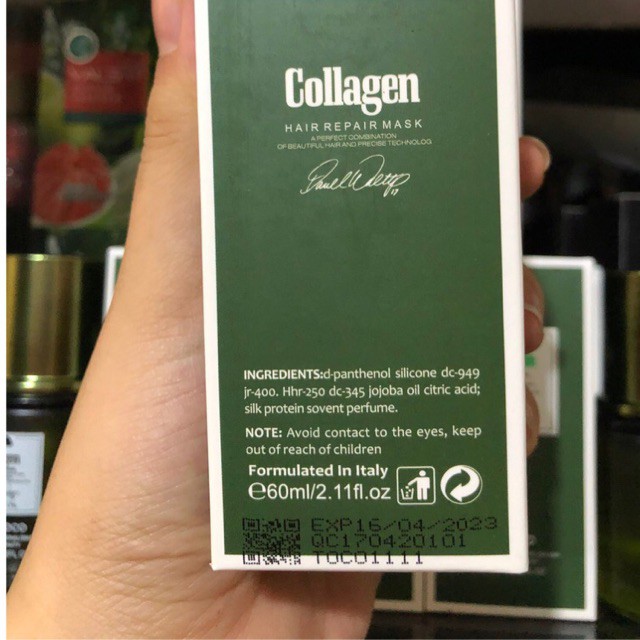 Collagen
HAIR REPAIR MASK
A PERFECT COMBINATION
OF BEAUTIFUL HAIR AND PRECISE TECHNOLOG
INGREDIENTS:d-panthenol silicone dc-949
jr-400. Hhr-250 dc-345 jojoba oil citric acid;
silk protein sovent perfume.
NOTE: Avoid contact to the eyes, keep
out of reach of children
Formulated In Italy
℮60ml/2.11fl.oz
EXP16/04/2023
QC170420101
TOCO1111